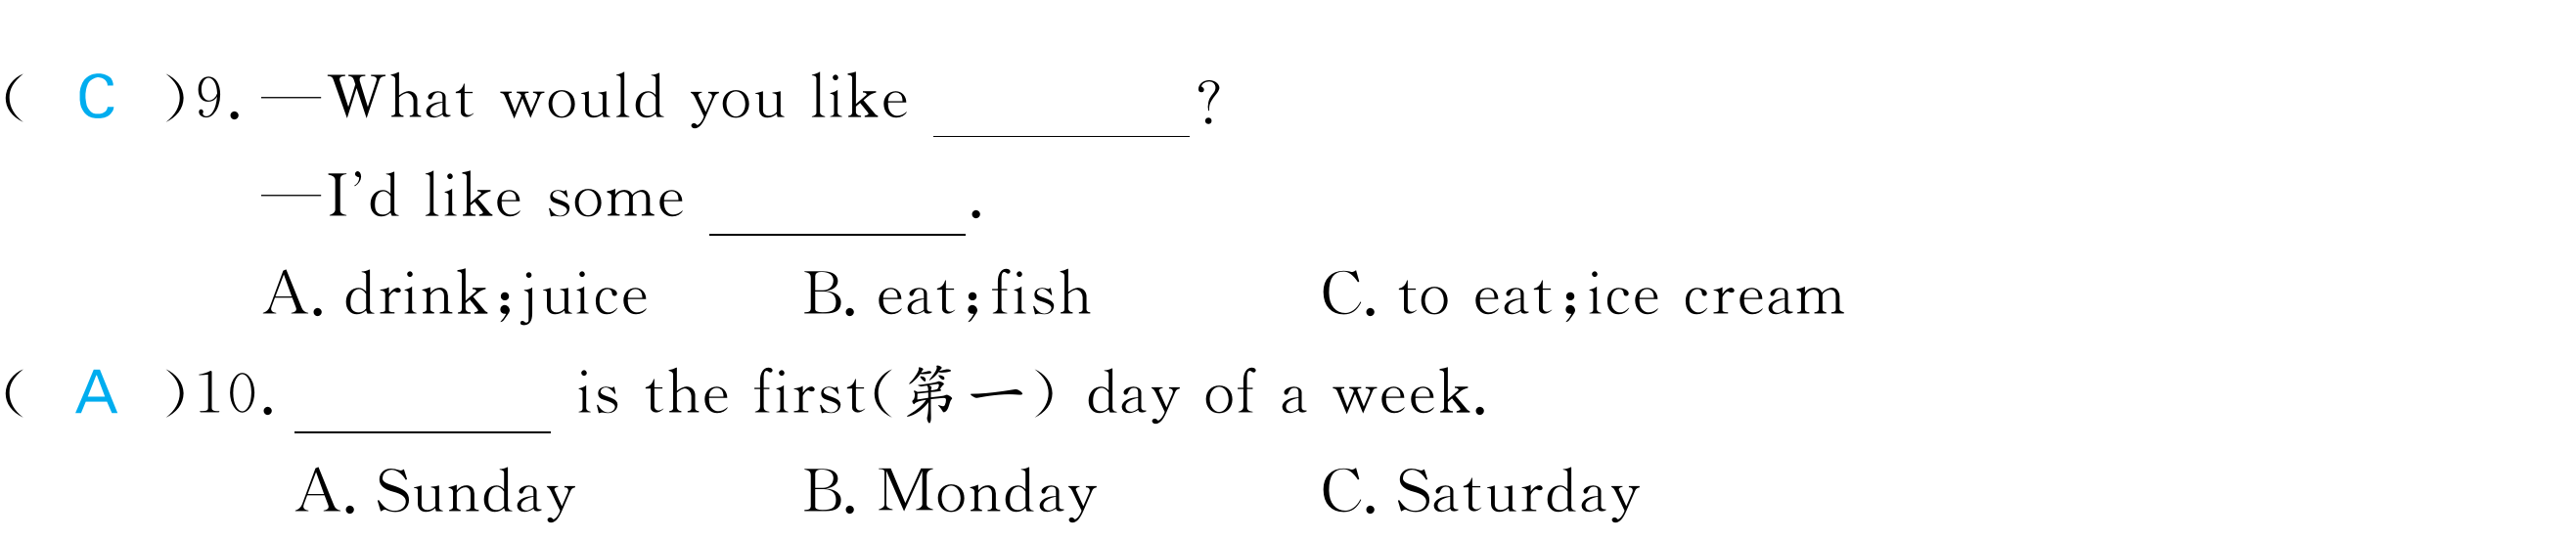 ( C )9. —What would you like ________?
—I'd like some ________.
A. drink;juice B. eat;fish C. to eat;ice cream
( A )10. ________ is the first(第一) day of a week.
A. Sunday B. Monday C. Saturday